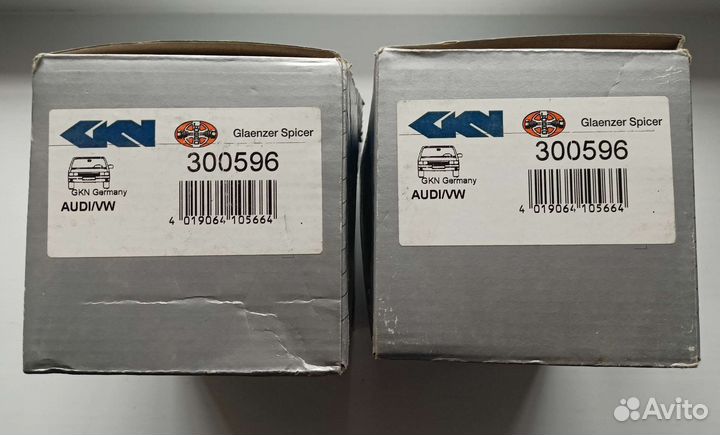 GKN Glaenzer Spicer
300596
GKN Germany
AUDI/VW
4 019064 105664
GKN Glaenzer Spicer
300596
GKN Germany
AUDI/VW
4 019064 105664
Avito